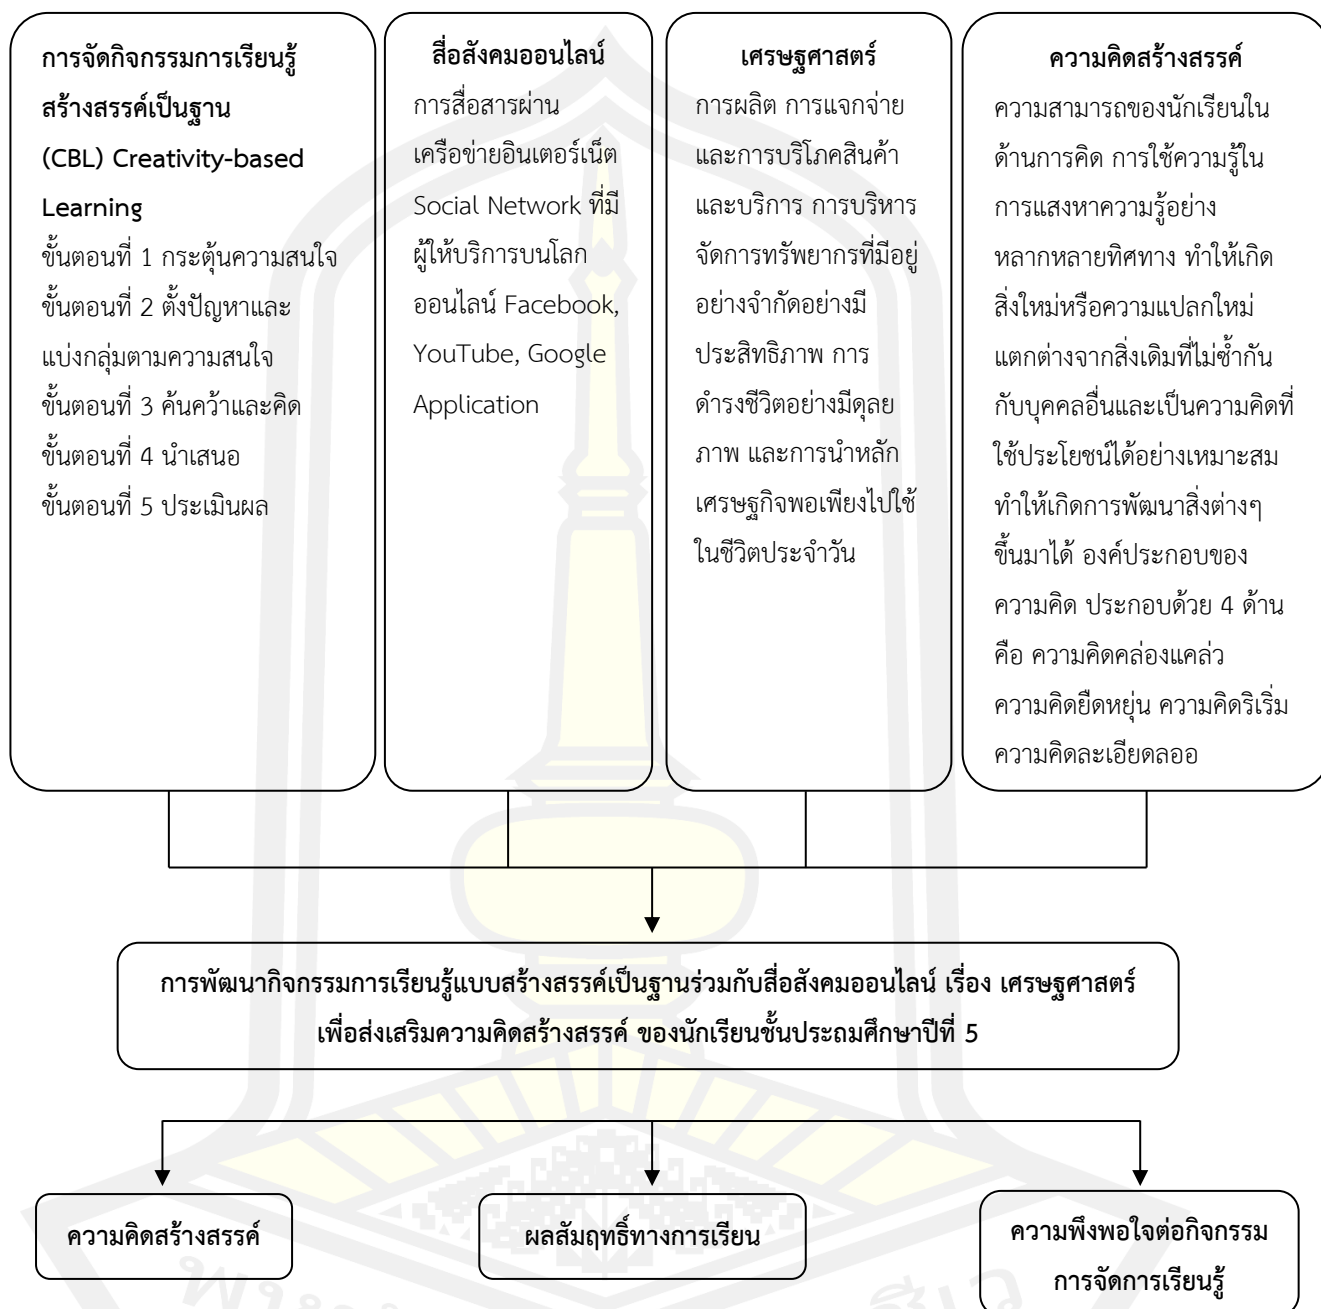 การจัดกิจกรรมการเรียนรู้
สร้างสรรค์เป็นฐาน
(CBL) Creativity-based
Learning
ขั้นตอนที่ 1 กระตุ้นความสนใจ
ขั้นตอนที่ 2 ตั้งปัญหาและ
แบ่งกลุ่มตามความสนใจ
ขั้นตอนที่ 3 ค้นคว้าและคิด
ขั้นตอนที่ 4 นำเสนอ
ขั้นตอนที่ 5 ประเมินผล
สื่อสังคมออนไลน์
การสื่อสารผ่าน
เครือข่ายอินเตอร์เน็ต
Social Network ที่มี
ผู้ให้บริการบนโลก
ออนไลน์ Facebook,
YouTube, Google
Application
เศรษฐศาสตร์
การผลิต การแจกจ่าย
และการบริโภคสินค้า
และบริการ การบริหาร
จัดการทรัพยากรที่มีอยู่
อย่างจำกัดอย่างมี
ประสิทธิภาพ การ
ดำรงชีวิตอย่างมีดุลย
ภาพ และการนำหลัก
เศรษฐกิจพอเพียงไปใช้
ในชีวิตประจำวัน
ความคิดสร้างสรรค์
ความสามารถของนักเรียนใน
ด้านการคิด การใช้ความรู้ใน
การแสงหาความรู้อย่าง
หลากหลายทิศทาง ทำให้เกิด
สิ่งใหม่หรือความแปลกใหม่
แตกต่างจากสิ่งเดิมที่ไม่ซ้ำกัน
กับบุคคลอื่นและเป็นความคิดที่
ใช้ประโยชน์ได้อย่างเหมาะสม
ทำให้เกิดการพัฒนาสิ่งต่างๆ
ขึ้นมาได้ องค์ประกอบของ
ความคิด ประกอบด้วย 4 ด้าน
คือ ความคิดคล่องแคล่ว
ความคิดยืดหยุ่น ความคิดริเริ่ม
ความคิดละเอียดลออ
การพัฒนากิจกรรมการเรียนรู้แบบสร้างสรรค์เป็นฐานร่วมกับสื่อสังคมออนไลน์ เรื่อง เศรษฐศาสตร์
เพื่อส่งเสริมความคิดสร้างสรรค์ ของนักเรียนชั้นประถมศึกษาปีที่ 5
ความคิดสร้างสรรค์
ผลสัมฤทธิ์ทางการเรียน
ความพึงพอใจต่อกิจกรรม
การจัดการเรียนรู้